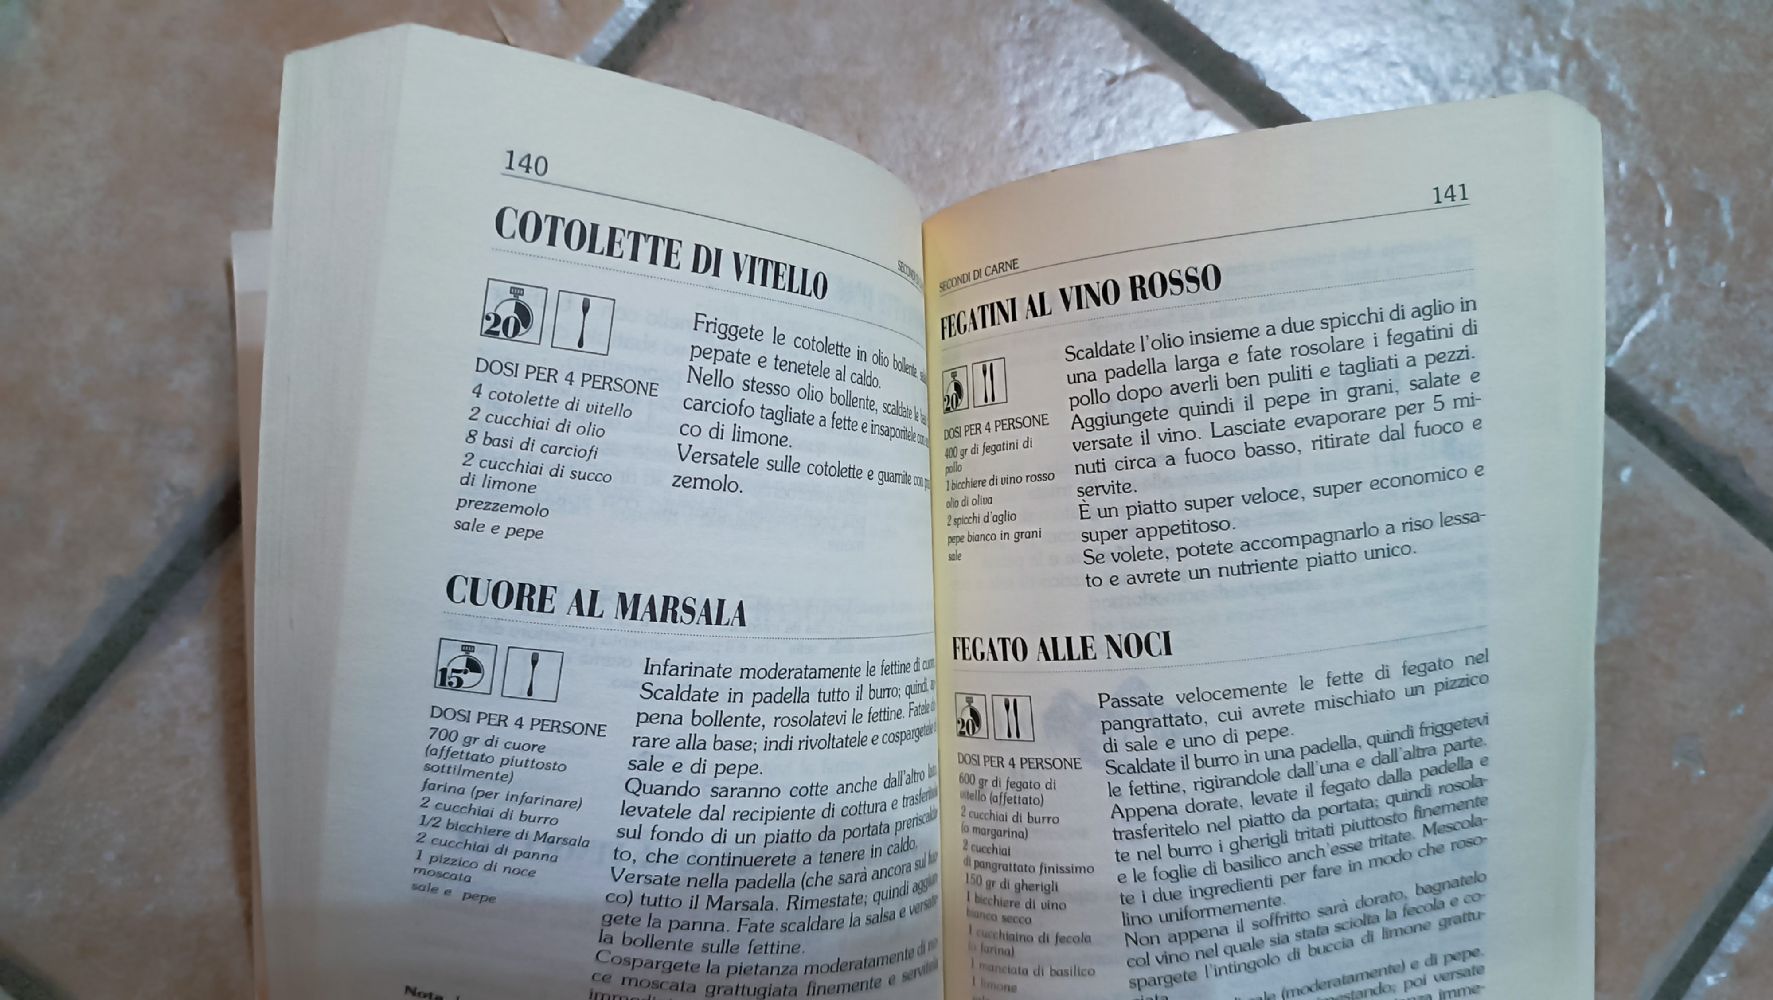 140
COTOLETTE DI VITELLO
20
DOSI PER 4 PERSONE
4 cotolette di vitello
2 cucchiai di olio
8 basi di carciofi
2 cucchiai di succo
di limone
prezzemolo
sale e pepe
Friggete le cotolette in olio bollente,
pepate e tenetele al caldo.
Nello stesso olio bollente, scaldate le
carciofo tagliate a fette e insaporitele con
co di limone.
Versatele sulle cotolette e guarnite con
zemolo.
CUORE AL MARSALA
15
DOSI PER 4 PERSONE
700 gr di cuore
(affettato piuttosto
sottilmente)
farina (per infarinare)
2 cucchiai di burro
1/2 bicchiere di Marsala
2 cucchiai di panna
1 pizzico di noce
moscata
sale e pepe
Infarinate moderatamente le fettine di
Scaldate in padella tutto il burro; quindi,
pena bollente, rosolatevi le fettine. Fatele
rare alla base; indi rivoltatele e cospargetele
sale e di pepe.
Quando saranno cotte anche dall'altro
levatele dal recipiente di cottura e
sul fondo di un piatto da portata
to, che continuerete a tenere in caldo.
Versate nella padella (che sarà ancora sul
co) tutto il Marsala. Rimestate; quindi
gete la panna. Fate scaldare la salsa e
la bollente sulle fettine.
Cospargete la pietanza moderatamente di
ce moscata grattugiata finemente e
Nota
141
SECONDI DI CARNE
FEGATINI AL VINO ROSSO
20
DOSI PER 4 PERSONE
400 gr di fegatini di
pollo
1 bicchiere di vino rosso
olio di oliva
2 spicchi d'aglio
pepe bianco in grani
sale
Scaldate l'olio insieme a due spicchi di aglio in
una padella larga e fate rosolare i fegatini di
pollo dopo averli ben puliti e tagliati a pezzi.
Aggiungete quindi il pepe in grani, salate e
versate il vino. Lasciate evaporare per 5 mi-
nuti circa a fuoco basso, ritirate dal fuoco e
servite.
È un piatto super veloce, super economico e
super appetitoso.
Se volete, potete accompagnarlo a riso lessa-
to e avrete un nutriente piatto unico.
FEGATO ALLE NOCI
20
DOSI PER 4 PERSONE
600 gr di fegato di
vitello (affettato)
2 cucchiai di burro
(o margarina)
2 cucchiai
di pangrattato finissimo
150 gr di gherigli
1 bicchiere di vino
bianco secco
1 cucchiaino di fecola
(o farina)
1 manciata di basilico
1 limone
Passate velocemente le fette di fegato nel
pangrattato, cui avrete mischiato un pizzico
di sale e uno di pepe.
Scaldate il burro in una padella, quindi friggetevi
le fettine, rigirandole dall'una e dall'altra parte.
Appena dorate, levate il fegato dalla padella e
trasferitelo nel piatto da portata; quindi rosola-
te nel burro i gherigli tritati piuttosto finemente
e le foglie di basilico anch'esse tritate. Mescola-
te i due ingredienti per fare in modo che roso-
lino uniformemente.
Non appena il soffritto sarà dorato, bagnatelo
col vino nel quale sia stata sciolta la fecola e co-
spargete l'intingolo di buccia di limone grattu-
(moderatamente) e di pepe.
poi versate